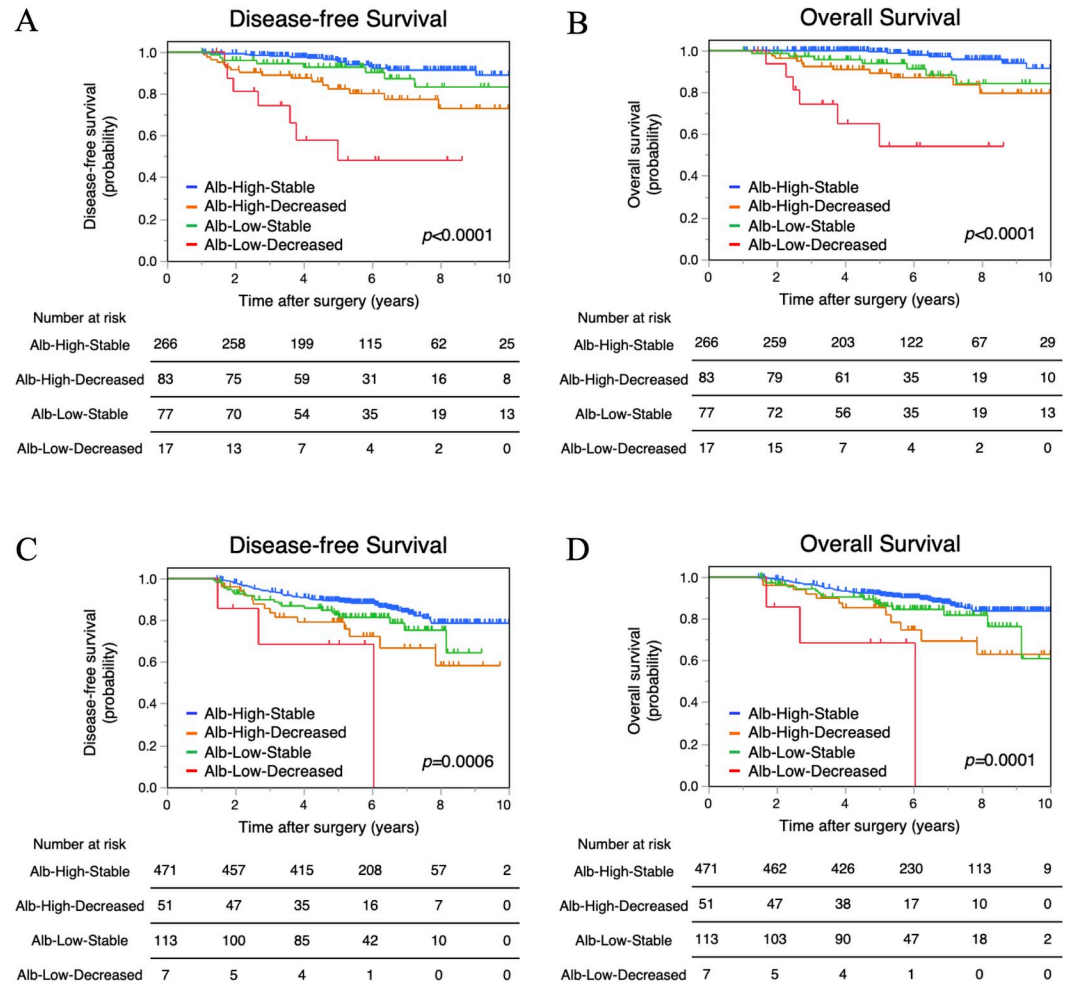 A
Disease-free Survival
Disease-free survival
(probability)
1.0
0.8
0.6
0.4
0.2
0.0
Alb-High-Stable
Alb-High-Decreased
Alb-Low-Stable
Alb-Low-Decreased
p<0.0001
0 2 4 6 8 10
Time after surgery (years)
Number at risk
Alb-High-Stable 266 258 199 115 62 25
Alb-High-Decreased 83 75 59 31 16 8
Alb-Low-Stable 77 70 54 35 19 13
Alb-Low-Decreased 17 13 7 4 2 0
B
Overall Survival
Overall survival
(probability)
1.0
0.8
0.6
0.4
0.2
0.0
Alb-High-Stable
Alb-High-Decreased
Alb-Low-Stable
Alb-Low-Decreased
p<0.0001
0 2 4 6 8 10
Time after surgery (years)
Number at risk
Alb-High-Stable 266 259 203 122 67 29
Alb-High-Decreased 83 79 61 35 19 10
Alb-Low-Stable 77 72 56 35 19 13
Alb-Low-Decreased 17 15 7 4 2 0
C
Disease-free Survival
Disease-free survival
(probability)
1.0
0.8
0.6
0.4
0.2
0.0
Alb-High-Stable
Alb-High-Decreased
Alb-Low-Stable
Alb-Low-Decreased
p=0.0006
0 2 4 6 8 10
Time after surgery (years)
Number at risk
Alb-High-Stable 471 457 415 208 57 2
Alb-High-Decreased 51 47 35 16 7 0
Alb-Low-Stable 113 100 85 42 10 0
Alb-Low-Decreased 7 5 4 1 0 0
D
Overall Survival
Overall survival
(probability)
1.0
0.8
0.6
0.4
0.2
0.0
Alb-High-Stable
Alb-High-Decreased
Alb-Low-Stable
Alb-Low-Decreased
p=0.0001
0 2 4 6 8 10
Time after surgery (years)
Number at risk
Alb-High-Stable 471 462 426 230 113 9
Alb-High-Decreased 51 47 38 17 10 0
Alb-Low-Stable 113 103 90 47 18 2
Alb-Low-Decreased 7 5 4 1 0 0